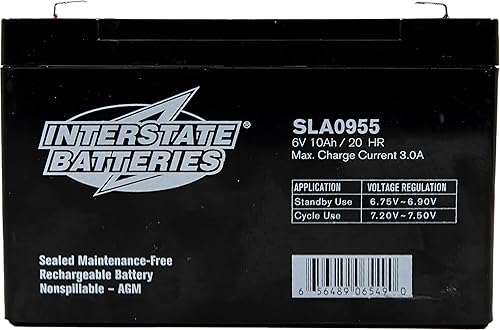 INTERSTATE
BATTERIES
®
SLA0955
6V 10Ah / 20 HR
Max. Charge Current 3.0A
APPLICATION VOLTAGE REGULATION
Standby Use 6.75V~6.90V
Cycle Use 7.20V~7.50V
Sealed Maintenance-Free
Rechargeable Battery
Nonspillable – AGM
6 56489 06549 0